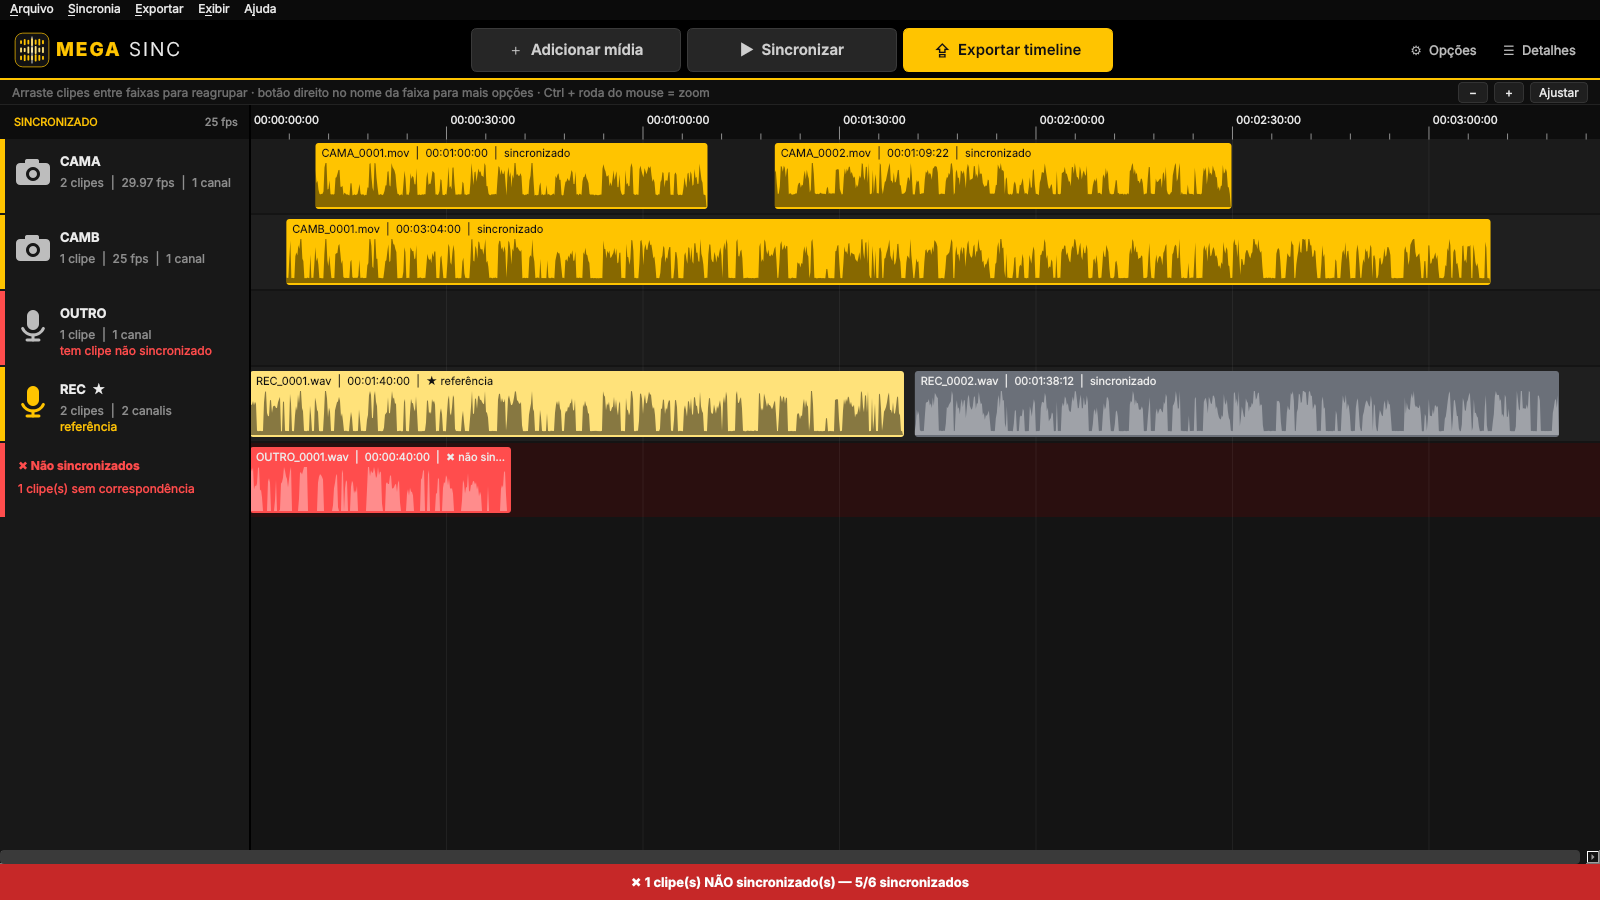 Arquivo Sincronia Exportar Exibir Ajuda
MEGA SINC
+ Adicionar mídia
▶ Sincronizar
Exportar timeline
⚙ Opções
☰ Detalhes
Arraste clipes entre faixas para reagrupar · botão direito no nome da faixa para mais opções · Ctrl + roda do mouse = zoom
− + Ajustar
SINCRONIZADO 25 fps
00:00:00:00 00:00:30:00 00:01:00:00 00:01:30:00 00:02:00:00 00:02:30:00 00:03:00:00
CAMA
2 clipes | 29.97 fps | 1 canal
CAMA_0001.mov | 00:01:00:00 | sincronizado
CAMA_0002.mov | 00:01:09:22 | sincronizado
CAMB
1 clipe | 25 fps | 1 canal
CAMB_0001.mov | 00:03:04:00 | sincronizado
OUTRO
1 clipe | 1 canal
tem clipe não sincronizado
REC ★
2 clipes | 2 canalis
referência
REC_0001.wav | 00:01:40:00 | ★ referência
REC_0002.wav | 00:01:38:12 | sincronizado
✖ Não sincronizados
1 clipe(s) sem correspondência
OUTRO_0001.wav | 00:00:40:00 | ✖ não sin...
✖ 1 clipe(s) NÃO sincronizado(s) — 5/6 sincronizados